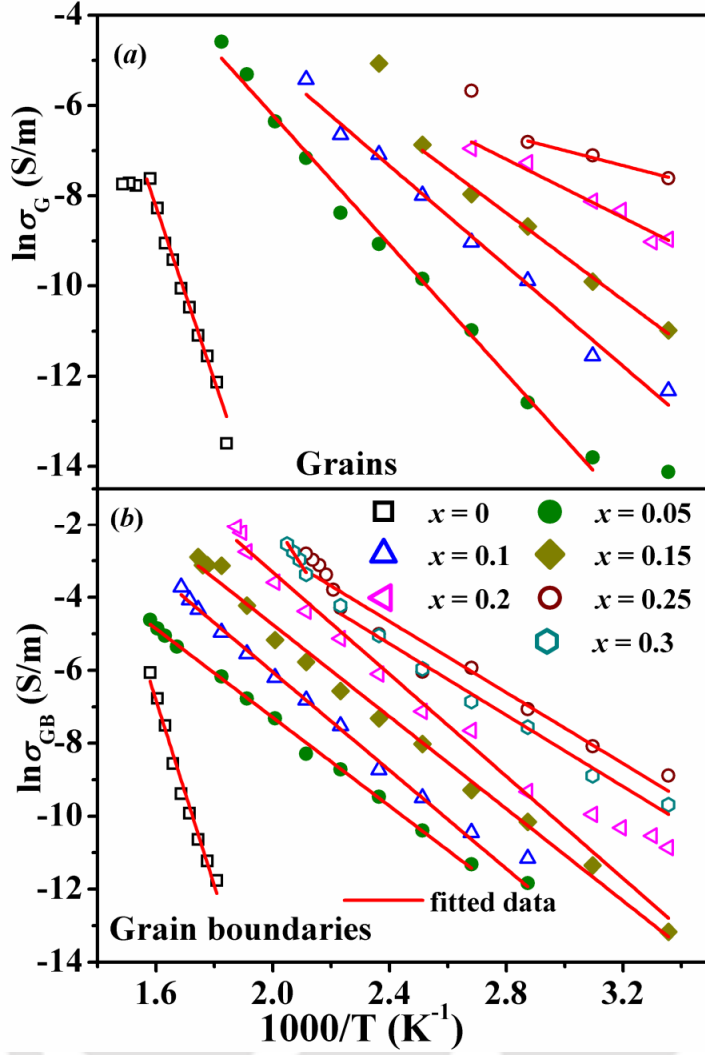 -4
(a)
-6
-8
-10
-12
-14
lnσG (S/m)
Grains
(b)
x = 0
x = 0.05
x = 0.1
x = 0.15
x = 0.2
x = 0.25
x = 0.3
-2
-4
-6
-8
-10
-12
-14
lnσGB (S/m)
fitted data
Grain boundaries
1.6 2.0 2.4 2.8 3.2
1000/T (K-1)